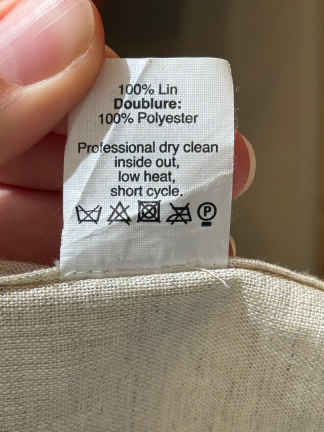 100% Lin
Doublure:
100% Polyester
Professional dry clean
inside out,
low heat,
short cycle.
P